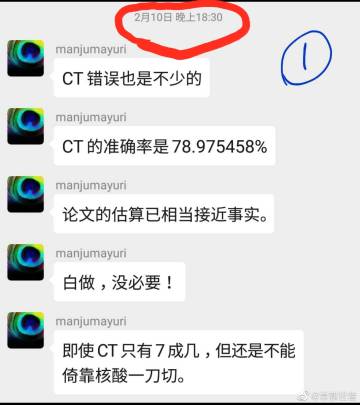 2月10日 晚上18:30
1
manjumayuri
CT 错误也是不少的
manjumayuri
CT 的准确率是 78.975458%
manjumayuri
论文的估算已相当接近事实。
manjumayuri
白做，没必要！
manjumayuri
即使 CT 只有 7 成几，但还是不能
倚靠核酸一刀切。